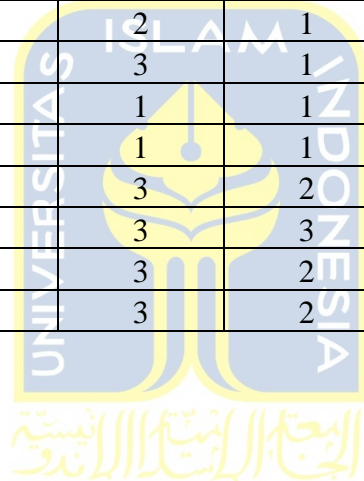 2 1
3 1
1 1
1 1
3 2
3 3
3 2
3 2
UNIVERSITAS
ISLAM
INDONESIA